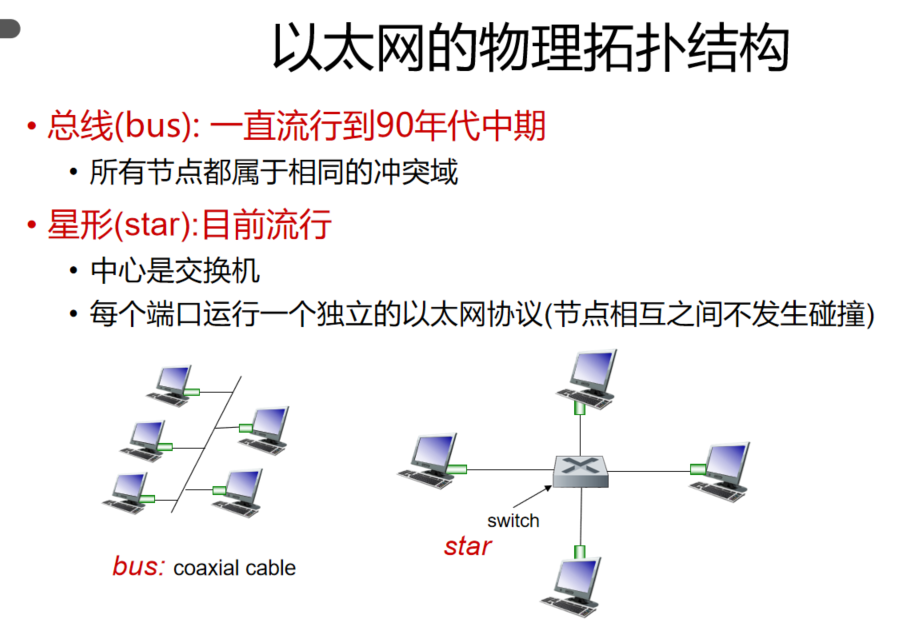 以太网的物理拓扑结构
• 总线(bus): 一直流行到90年代中期
• 所有节点都属于相同的冲突域
• 星形(star):目前流行
• 中心是交换机
• 每个端口运行一个独立的以太网协议(节点相互之间不发生碰撞)
switch
star
bus: coaxial cable